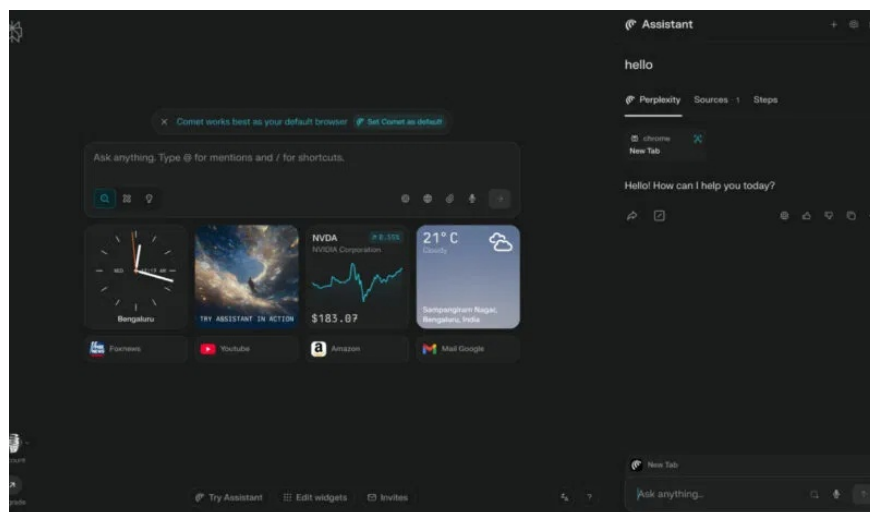 Assistant
hello
Perplexity Sources · 1 Steps
chrome
New Tab
Hello! How can I help you today?
Comet works best as your default browser Set Comet as default
Ask anything. Type @ for mentions and / for shortcuts.
WED
Bengaluru
TRY ASSISTANT IN ACTION
NVDA
NVIDIA Corporation
$183.07
21° C
Cloudy
Sampangiram Nagar,
Bengaluru, India
Foxnews Youtube Amazon Mail Google
Try Assistant Edit widgets Invites
?
New Tab
Ask anything…